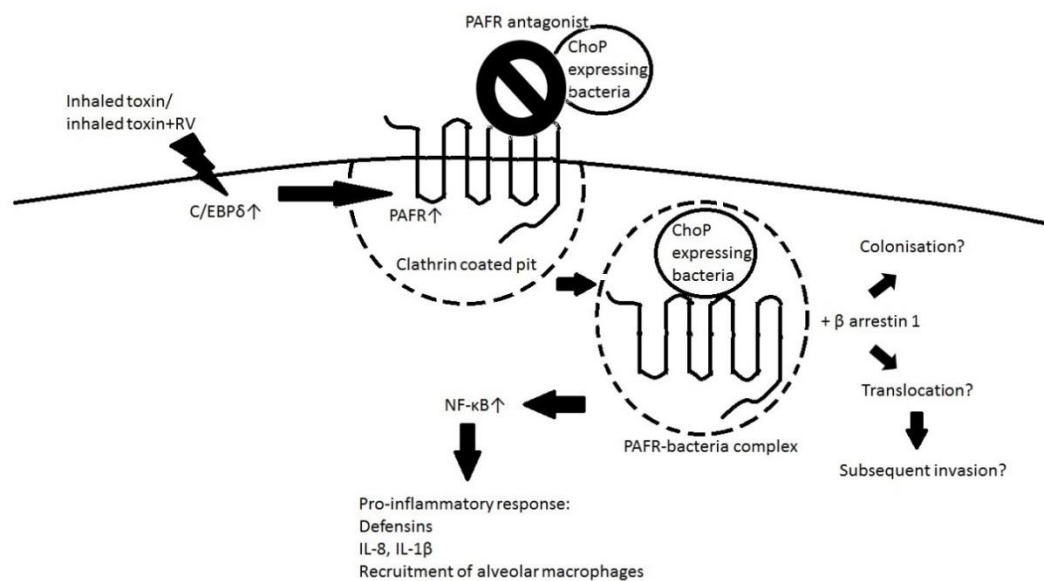 PAFR antagonist
ChoP
expressing
bacteria
Inhaled toxin/
inhaled toxin+RV
C/EBPδ↑
PAFR↑
Clathrin coated pit
ChoP
expressing
bacteria
Colonisation?
+ β arrestin 1
Translocation?
NF-κB↑
PAFR-bacteria complex
Subsequent invasion?
Pro-inflammatory response:
Defensins
IL-8, IL-1β
Recruitment of alveolar macrophages